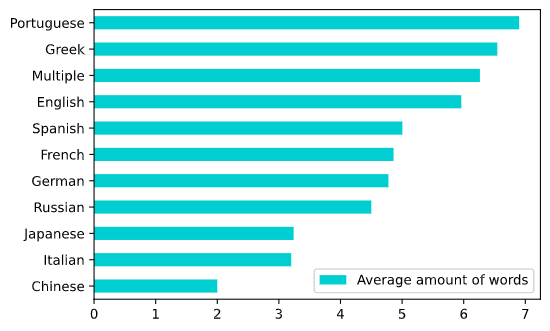 Portuguese
Greek
Multiple
English
Spanish
French
German
Russian
Japanese
Italian
Chinese
Average amount of words
0 1 2 3 4 5 6 7